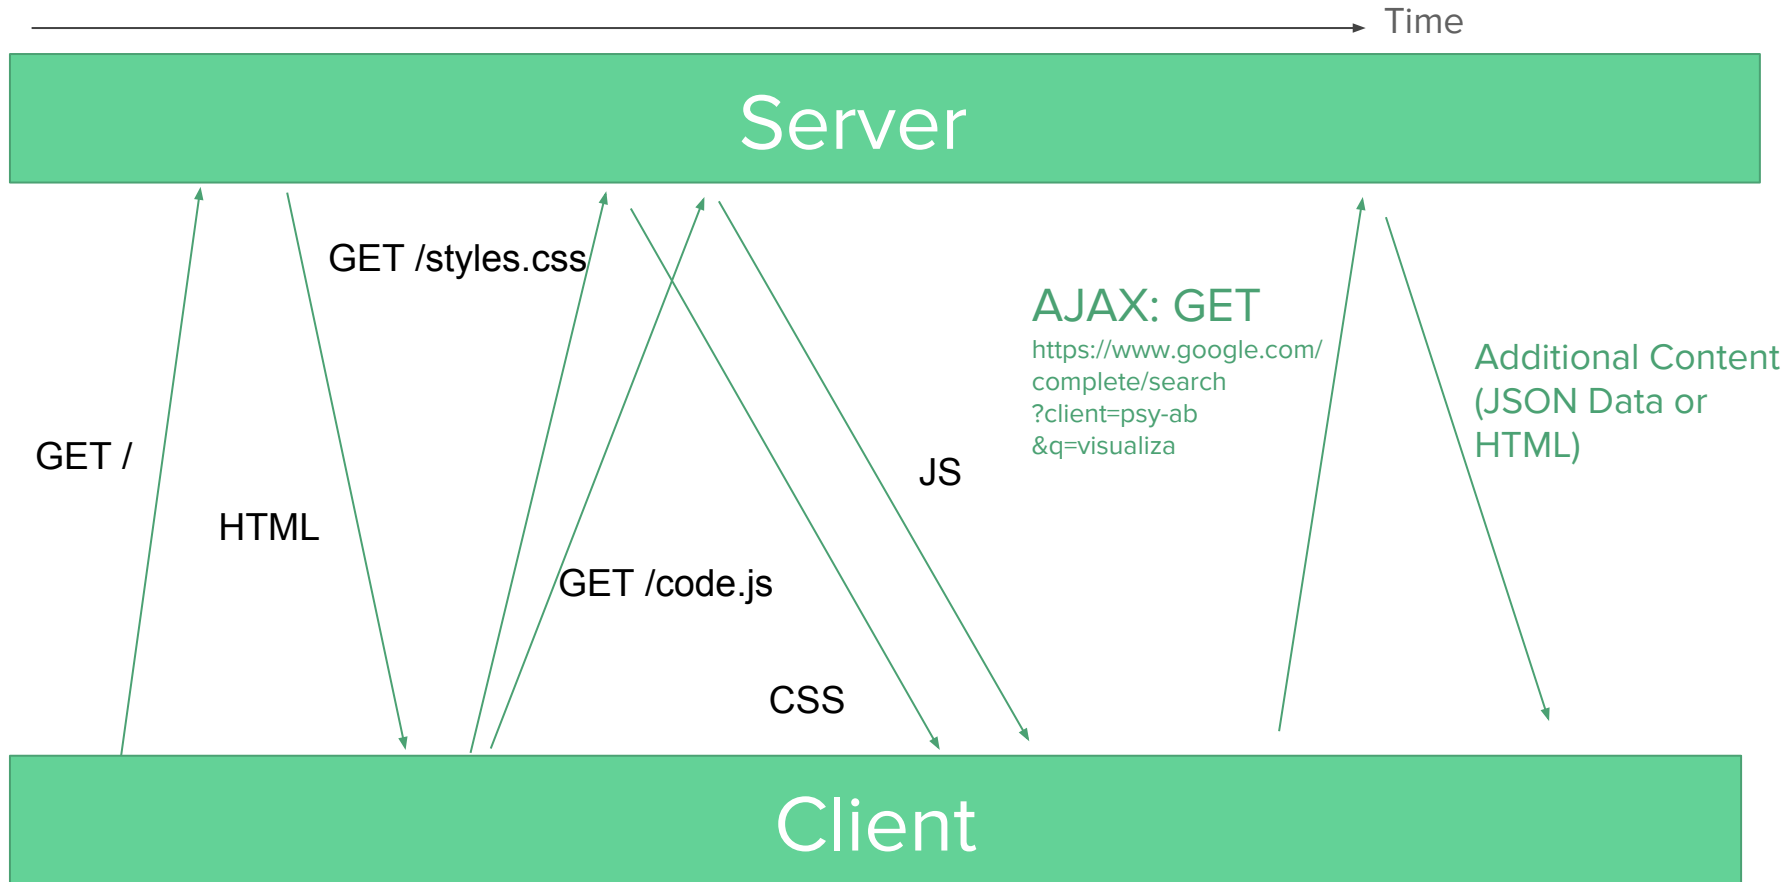 Time
Server
GET /styles.css
AJAX: GET
https://www.google.com/
complete/search
?client=psy-ab
&q=visualiza
Additional Content
(JSON Data or
HTML)
GET /
JS
HTML
GET /code.js
CSS
Client